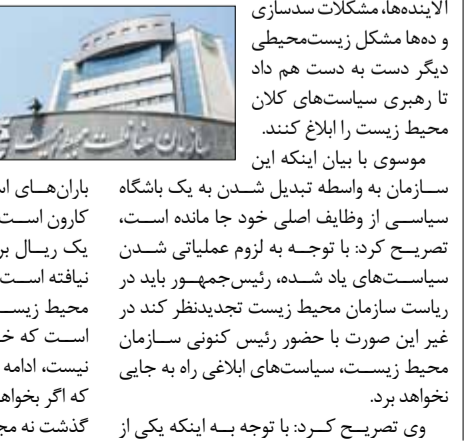 آلاینده‌ها، مشکلات سدسازی
و ده‌ها مشکل زیست‌محیطی
دیگر دست به دست هم داد
تا رهبری سیاست‌های کلان
محیط زیست را ابلاغ کنند.
موسوی با بیان اینکه این
سازمان به واسطه تبدیل شدن به یک باشگاه
سیاسی از وظایف اصلی خود جا مانده است،
تصریح کرد: با توجه به لزوم عملیاتی شدن
سیاست‌های یاد شده، رئیس‌جمهور باید در
ریاست سازمان محیط زیست تجدیدنظر کند در
غیر این صورت با حضور رئیس کنونی سازمان
محیط زیست، سیاست‌های ابلاغی راه به جایی
نخواهد برد.
وی تصریح کرد: با توجه به اینکه یکی از
سازمان حفاظت محیط زیست
باران‌های
کارون است
یک ریال
نیافته است
محیط
است که
نیست، ادامه
که اگر
گذشت نه